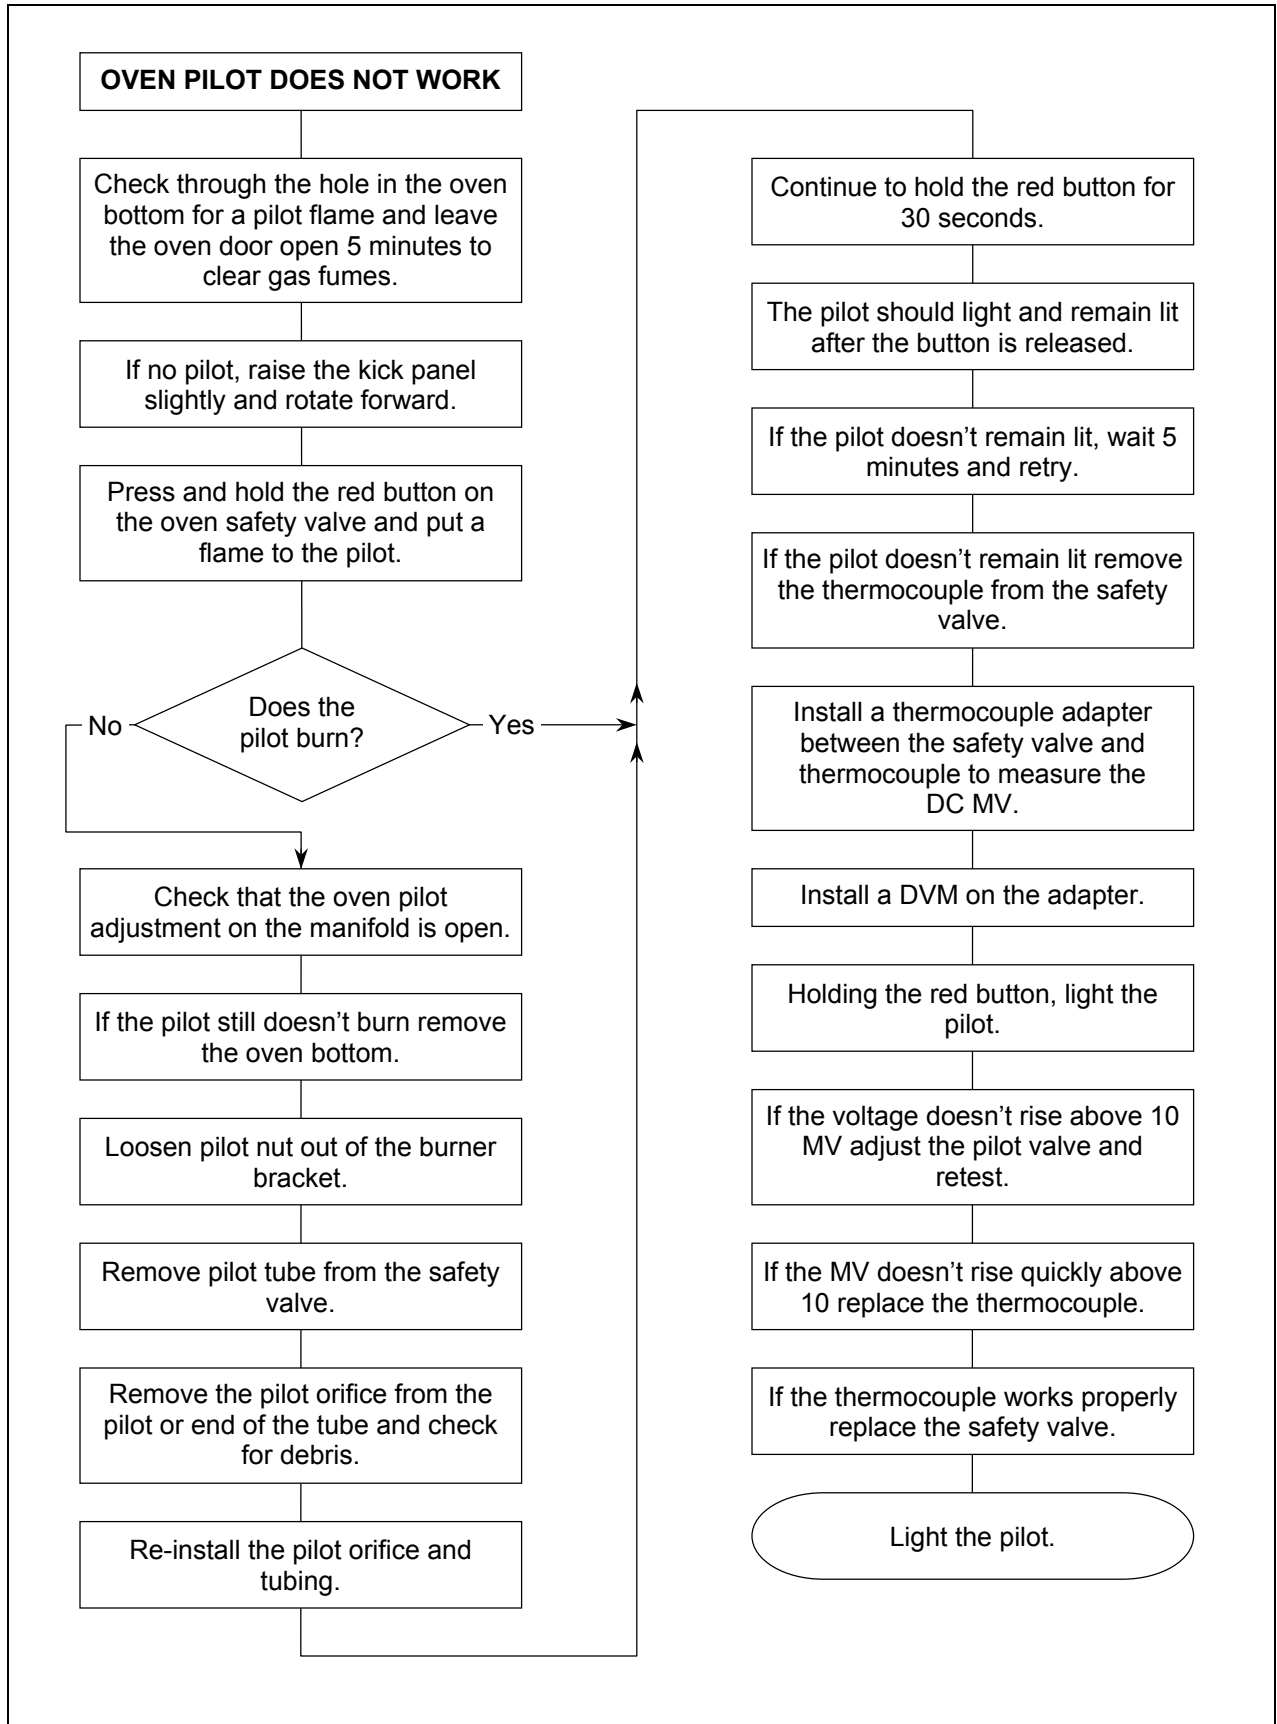 OVEN PILOT DOES NOT WORK
Check through the hole in the oven
bottom for a pilot flame and leave
the oven door open 5 minutes to
clear gas fumes.
If no pilot, raise the kick panel
slightly and rotate forward.
Press and hold the red button on
the oven safety valve and put a
flame to the pilot.
Does the
pilot burn?
No
Yes
Check that the oven pilot
adjustment on the manifold is open.
If the pilot still doesn’t burn remove
the oven bottom.
Loosen pilot nut out of the burner
bracket.
Remove pilot tube from the safety
valve.
Remove the pilot orifice from the
pilot or end of the tube and check
for debris.
Re-install the pilot orifice and
tubing.
Continue to hold the red button for
30 seconds.
The pilot should light and remain lit
after the button is released.
If the pilot doesn’t remain lit, wait 5
minutes and retry.
If the pilot doesn’t remain lit remove
the thermocouple from the safety
valve.
Install a thermocouple adapter
between the safety valve and
thermocouple to measure the
DC MV.
Install a DVM on the adapter.
Holding the red button, light the
pilot.
If the voltage doesn’t rise above 10
MV adjust the pilot valve and
retest.
If the MV doesn’t rise quickly above
10 replace the thermocouple.
If the thermocouple works properly
replace the safety valve.
Light the pilot.